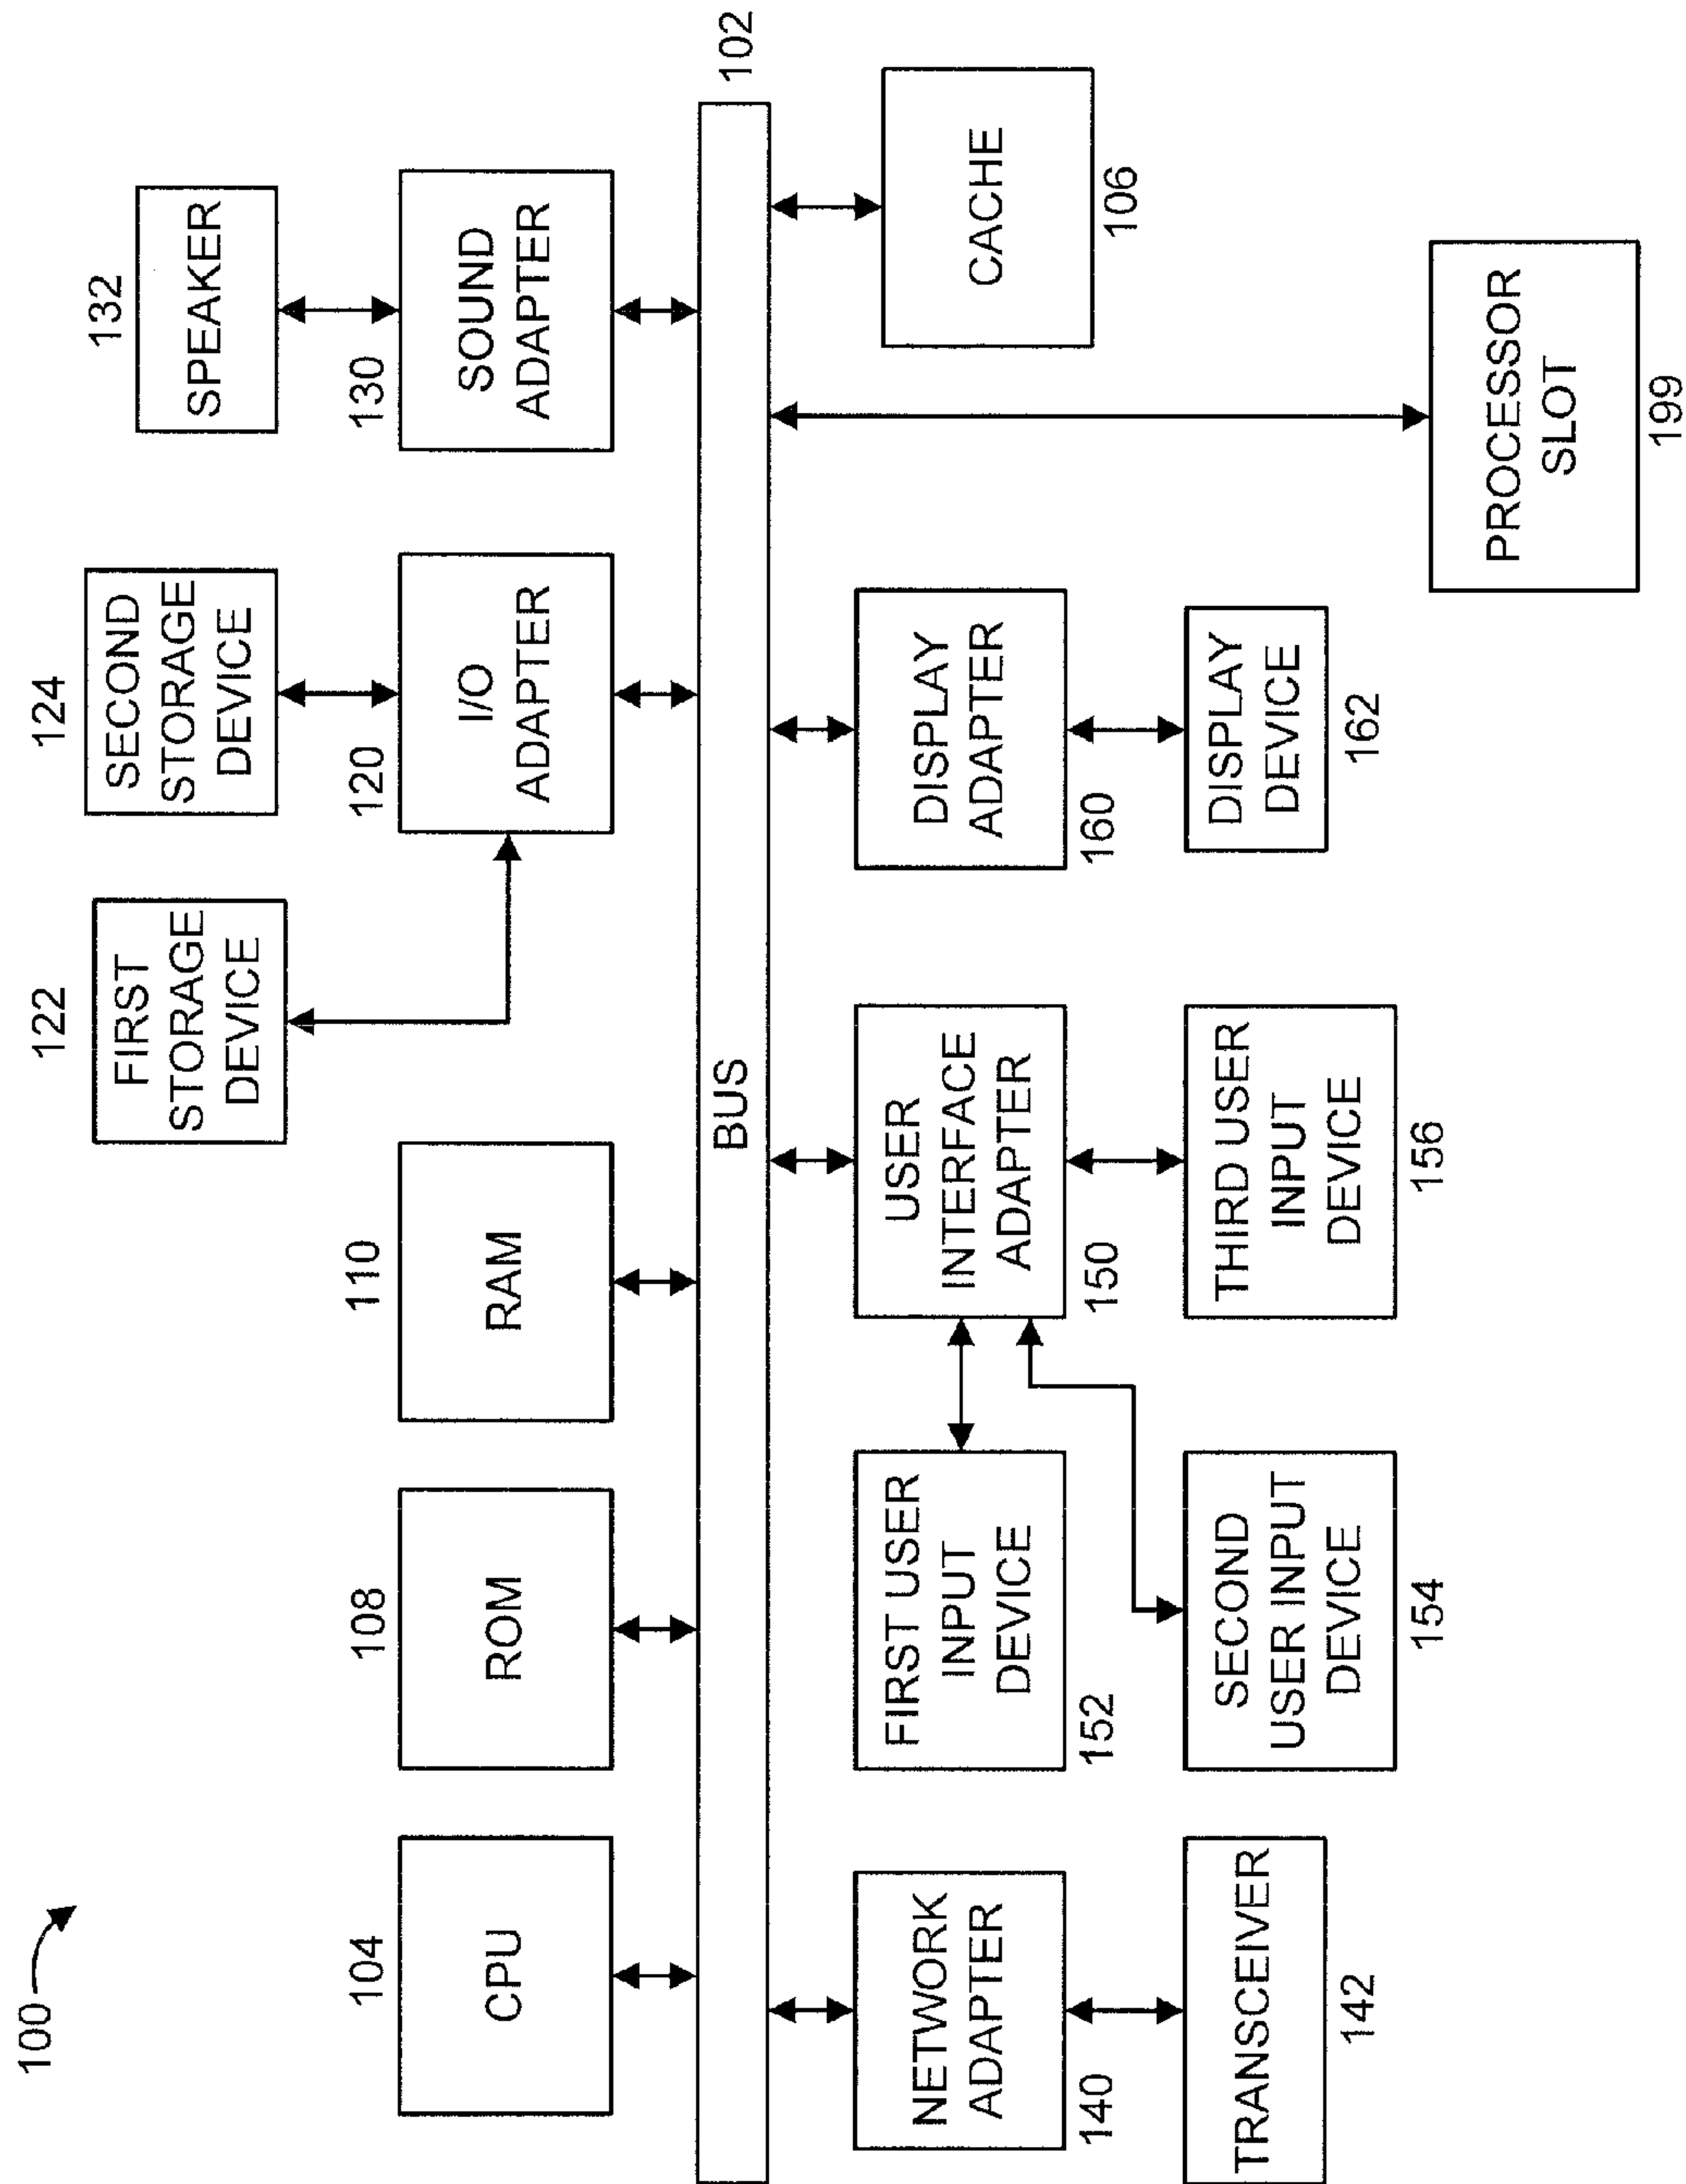 100
122
FIRST
STORAGE
DEVICE
124
SECOND
STORAGE
DEVICE
132
SPEAKER
104
CPU
108
ROM
110
RAM
120
I/O
ADAPTER
130
SOUND
ADAPTER
BUS
102
NETWORK
ADAPTER
140
FIRST USER
INPUT
DEVICE
152
USER
INTERFACE
ADAPTER
150
DISPLAY
ADAPTER
160
CACHE
106
TRANSCEIVER
142
SECOND
USER INPUT
DEVICE
154
THIRD USER
INPUT
DEVICE
156
DISPLAY
DEVICE
162
PROCESSOR
SLOT
199